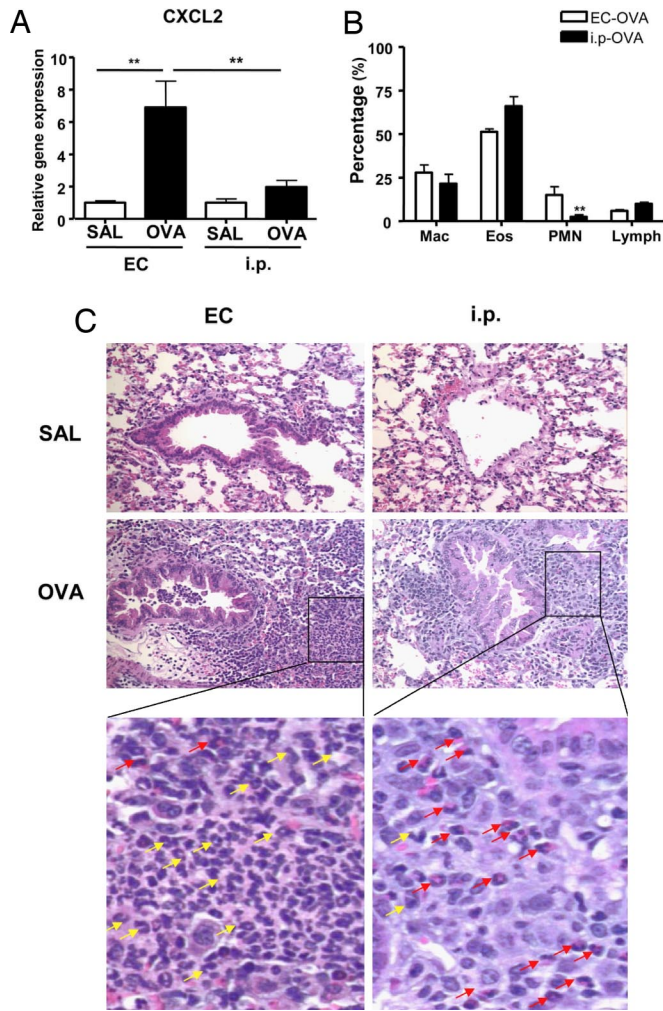 A
CXCL2
**
**
Relative gene expression
10
8
6
4
2
0
SAL
OVA
SAL
OVA
EC
i.p.
B
EC-OVA
i.p-OVA
Percentage (%)
100
75
50
25
0
**
Mac
Eos
PMN
Lymph
C
EC
i.p.
SAL
OVA